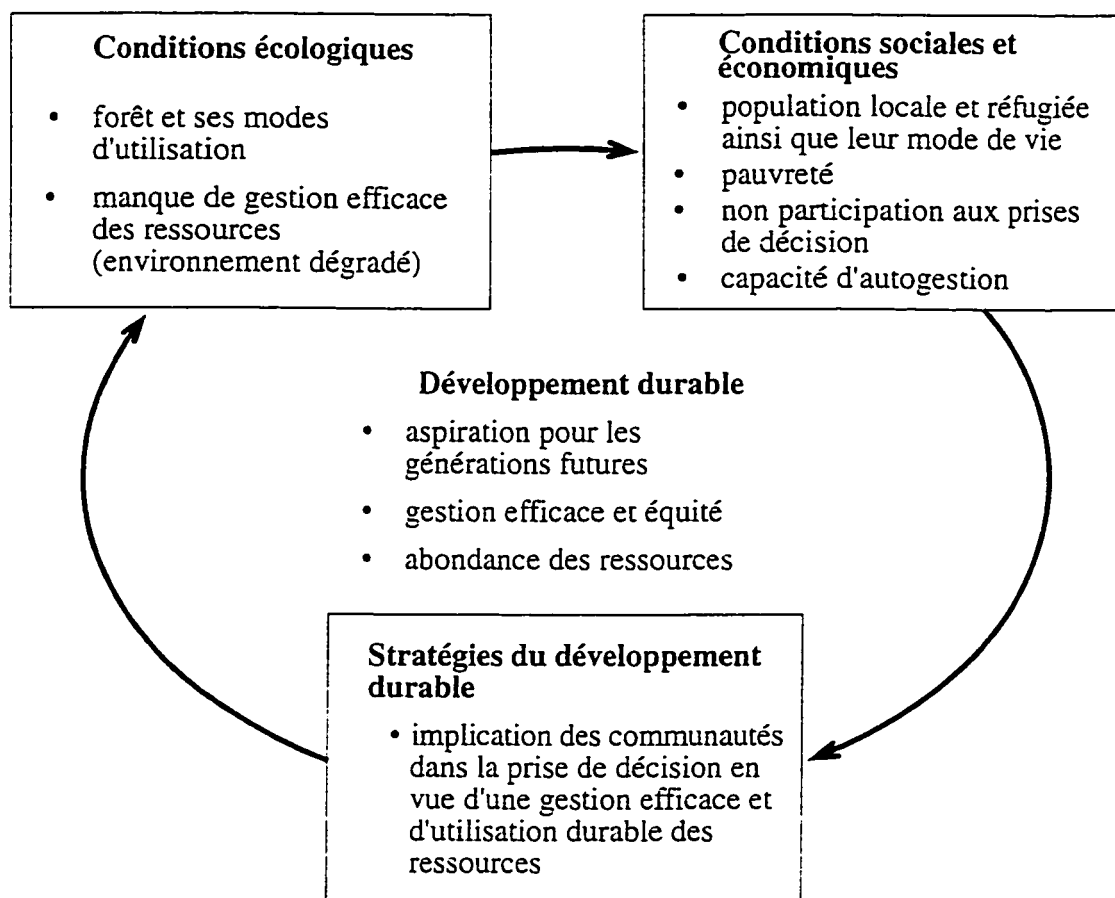 Conditions écologiques
• forêt et ses modes
d'utilisation
• manque de gestion efficace
des ressources
(environnement dégradé)
Conditions sociales et
économiques
• population locale et réfugiée
ainsi que leur mode de vie
• pauvreté
• non participation aux prises
de décision
• capacité d'autogestion
Développement durable
• aspiration pour les
générations futures
• gestion efficace et équité
• abondance des ressources
Stratégies du développement
durable
• implication des communautés
dans la prise de décision en
vue d'une gestion efficace et
d'utilisation durable des
ressources